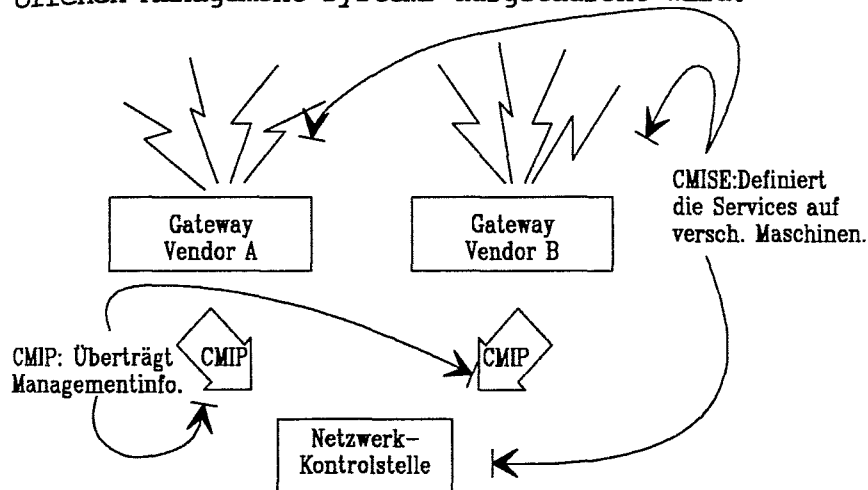 Gateway
Vendor A
Gateway
Vendor B
CMISE:Definiert
die Services auf
versch. Maschinen.
CMIP: Überträgt
Managementinfo.
CMIP
CMIP
Netzwerk-
Kontrolstelle